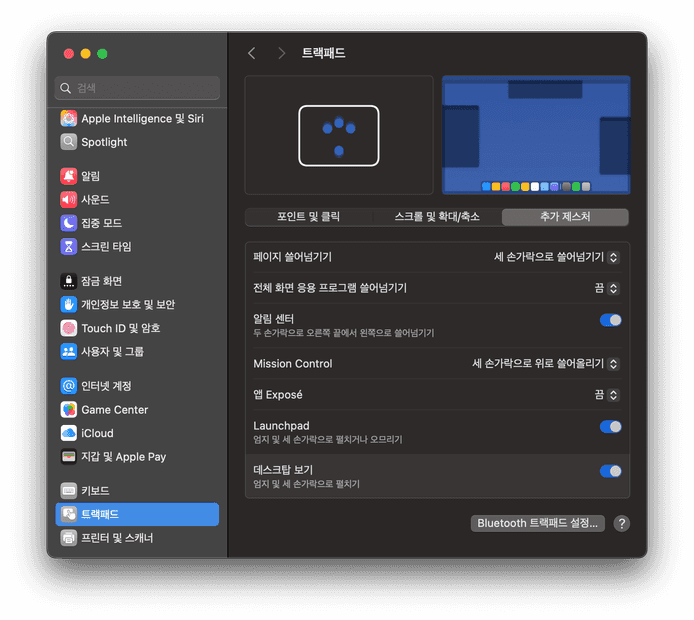 검색
Apple Intelligence 및 Siri
Spotlight
알림
사운드
집중 모드
스크린 타임
잠금 화면
개인정보 보호 및 보안
Touch ID 및 암호
사용자 및 그룹
인터넷 계정
Game Center
iCloud
지갑 및 Apple Pay
키보드
트랙패드
프린터 및 스캐너
트랙패드
포인트 및 클릭
스크롤 및 확대/축소
추가 제스처
페이지 쓸어넘기기
세 손가락으로 쓸어넘기기
전체 화면 응용 프로그램 쓸어넘기기
끔
알림 센터
두 손가락으로 오른쪽 끝에서 왼쪽으로 쓸어넘기기
Mission Control
세 손가락으로 위로 쓸어올리기
앱 Exposé
끔
Launchpad
엄지 및 세 손가락으로 펼치거나 오므리기
데스크탑 보기
엄지 및 세 손가락으로 펼치기
Bluetooth 트랙패드 설정...
?